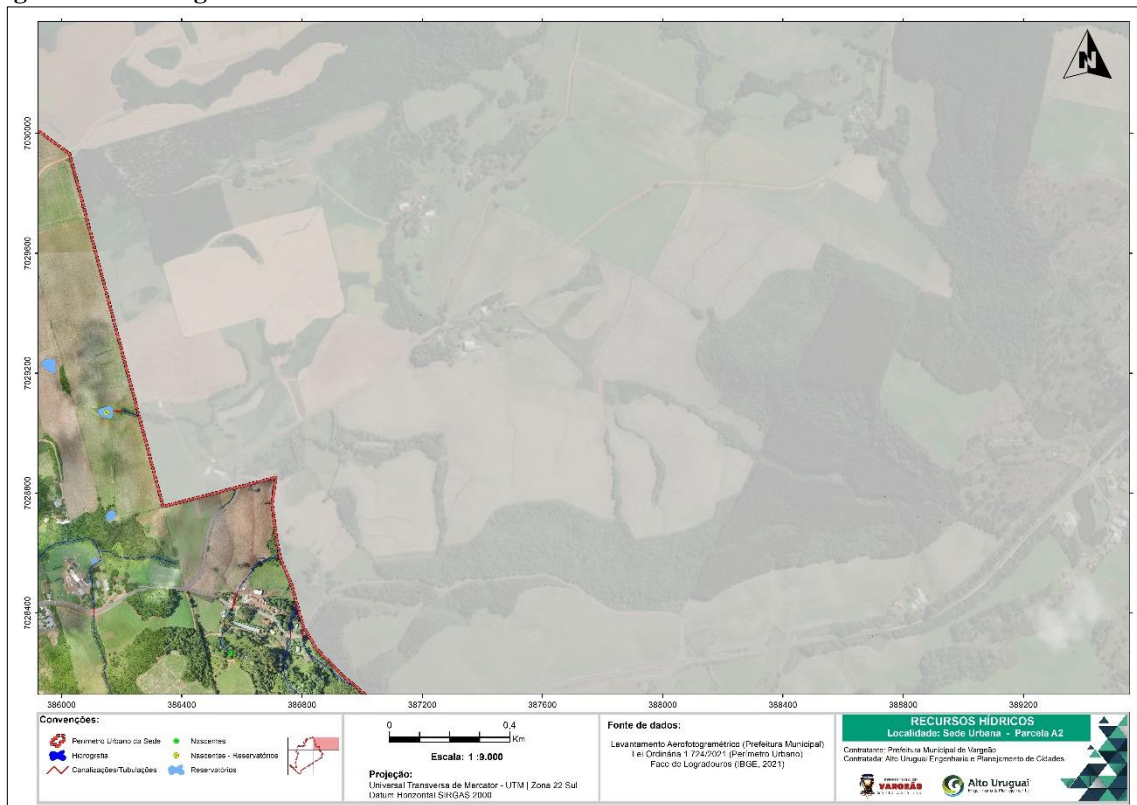 N
7030000
7029600
7029200
7028800
7028400
386000 386400 386800 387200 387600 388000 388400 388800 389200
Convenções:
Perímetro Urbano da Sede
Hidrografia
Canalizações/Tubulações
Nascentes
Nascentes - Reservatórios
Reservatórios
0 0,4
Km
Escala: 1 :9.000
Projeção:
Universal Transversa de Mercator - UTM | Zona 22 Sul
Datum Horizontal SIRGAS 2000
Fonte de dados:
Levantamento Aerofotogramétrico (Prefeitura Municipal)
Lei Ordinária 1.724/2021 (Perímetro Urbano)
Face de Logradouros (IBGE, 2021)
RECURSOS HÍDRICOS
Localidade: Sede Urbana - Parcela A2
Contratante: Prefeitura Municipal de Vargeão
Contratada: Alto Uruguai Engenharia e Planejamento de Cidades
PREFEITURA DE
VARGEÃO
Alto Uruguai
Engenharia & Planejamento